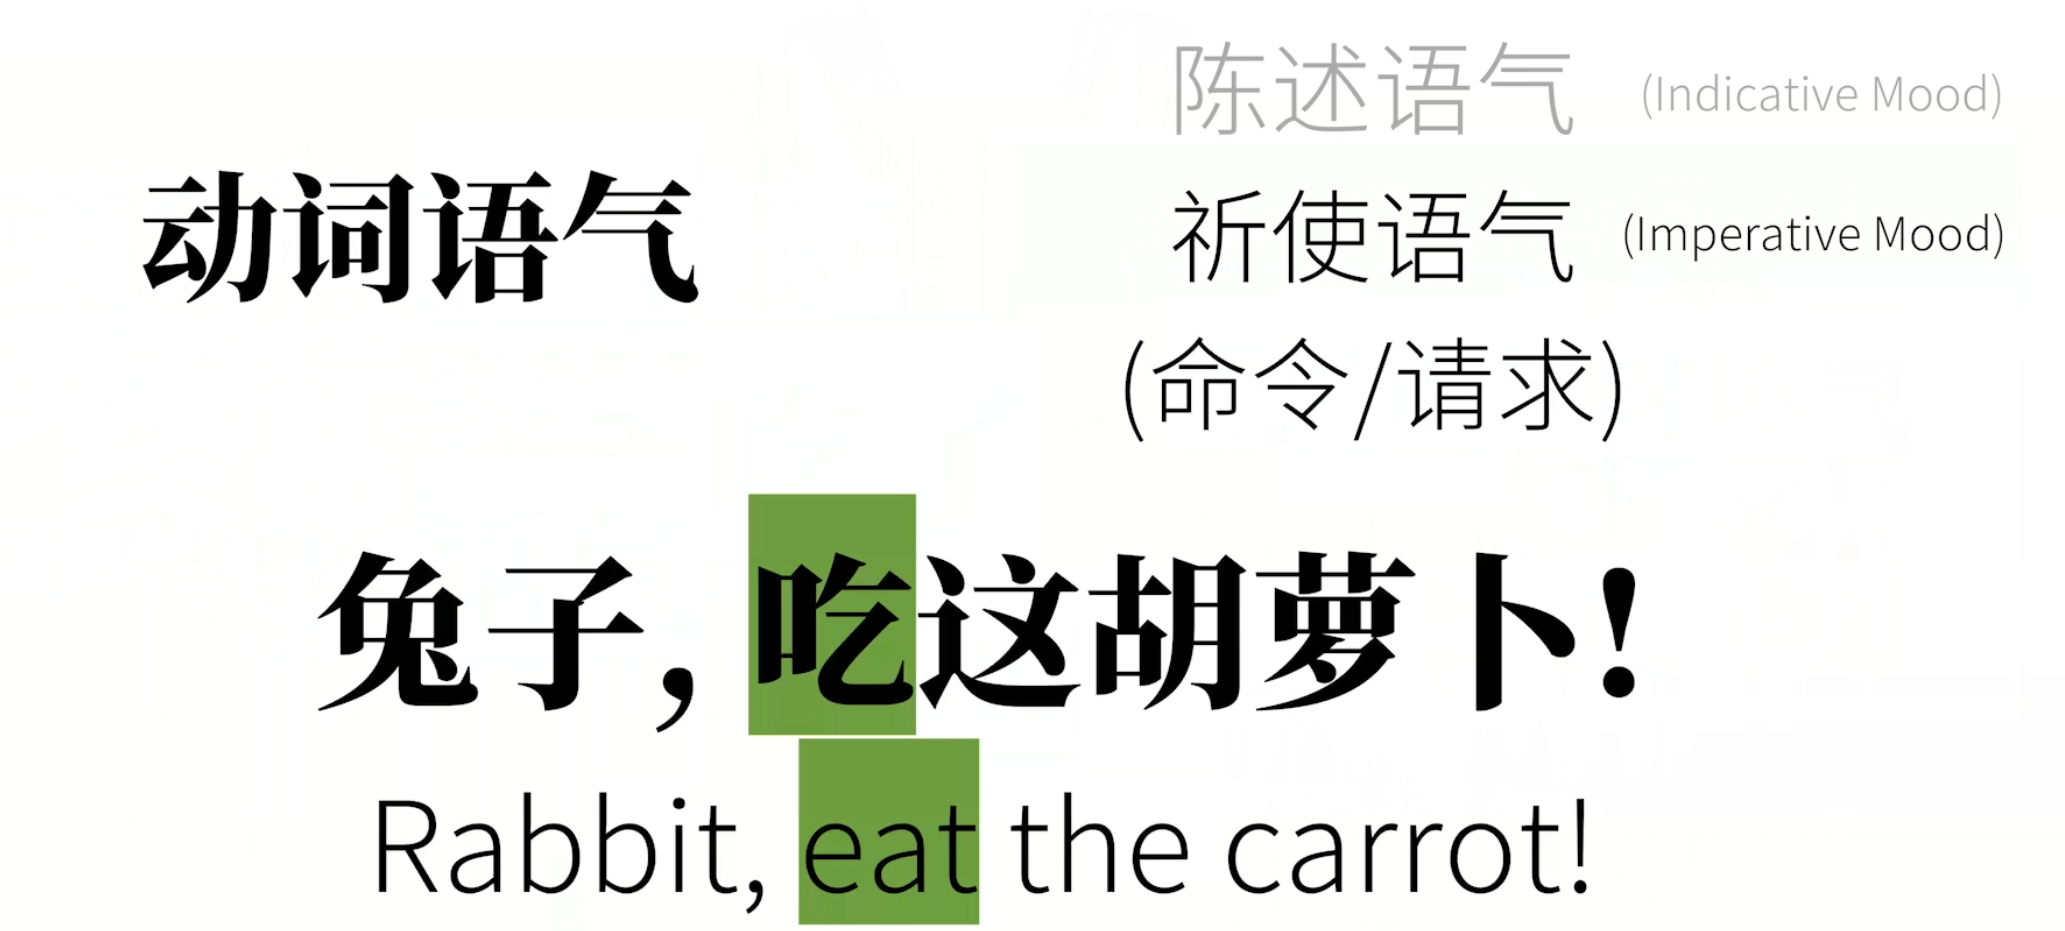 陈述语气 (Indicative Mood)
动词语气
祈使语气 (Imperative Mood)
(命令/请求)
兔子, 吃这胡萝卜!
Rabbit, eat the carrot!